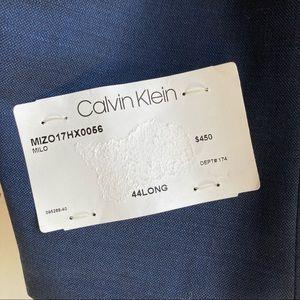 Calvin Klein
MIZO17HX0056
MILO
$450
DEPT# 174
44LONG